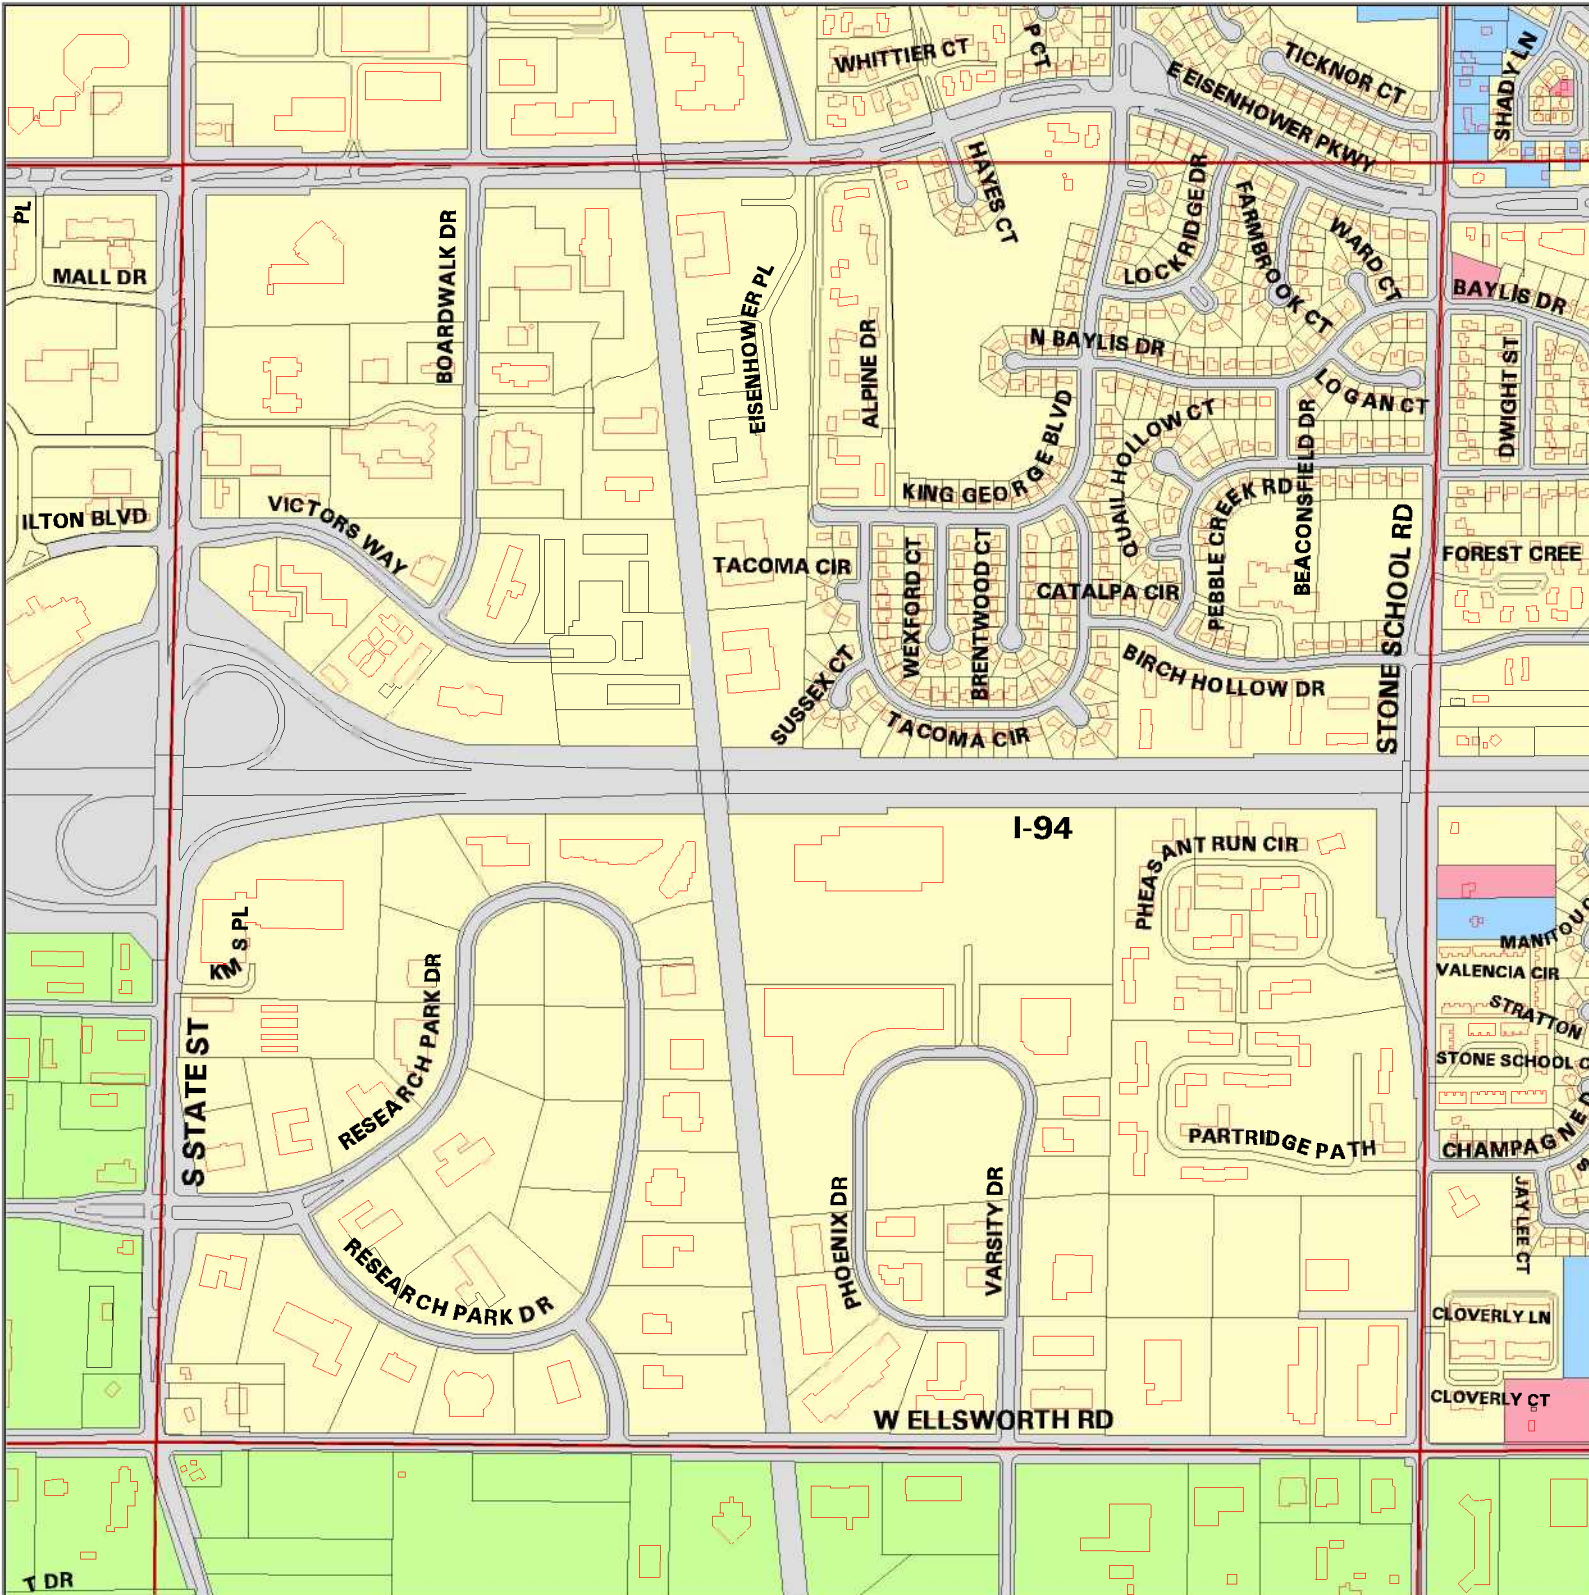 WHITTIER CT
P CT
TICKNOR CT
SHADY LN
E EISENHOWER PKWY
HAYES CT
LOCKRIDGE DR
FARMBROOK CT
WARD CT
PL
MALL DR
BOARDWALK DR
EISENHOWER PL
ALPINE DR
N BAYLIS DR
BAYLIS DR
DWIGHT ST
LOGAN CT
QUAIL HOLLOW CT
BEACONSFIELD DR
KING GEORGE BLVD
PEBBLE CREEK RD
ILTON BLVD
VICTORS WAY
TACOMA CIR
WEXFORD CT
BRENTWOOD CT
CATALPA CIR
FOREST CREE
STONE SCHOOL RD
SUSSEX CT
TACOMA CIR
BIRCH HOLLOW DR
I-94
PHEASANT RUN CIR
KM S PL
RESEARCH PARK DR
MANITOU
VALENCIA CIR
STRATTON
STONE SCHOOL C
S STATE ST
PARTRIDGE PATH
CHAMPAGNE D
S
JAY LEE CT
PHOENIX DR
VARSITY DR
RESEARCH PARK DR
CLOVERLY LN
CLOVERLY CT
W ELLSWORTH RD
T DR